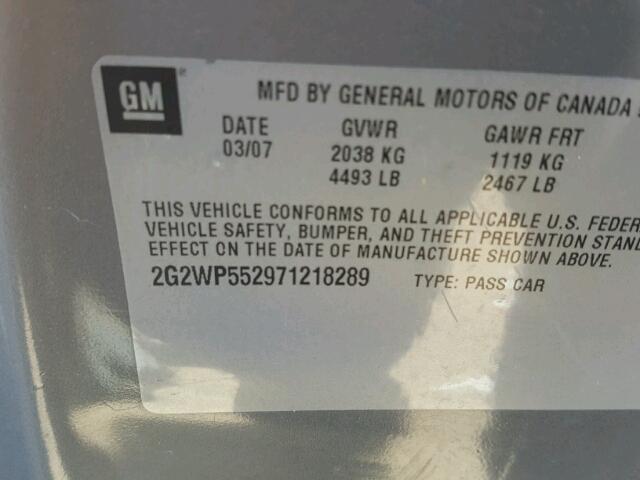 GM
MFD BY GENERAL MOTORS OF CANADA
DATE GVWR GAWR FRT
03/07 2038 KG 1119 KG
4493 LB 2467 LB
THIS VEHICLE CONFORMS TO ALL APPLICABLE U.S. FEDER
VEHICLE SAFETY, BUMPER, AND THEFT PREVENTION STAND
EFFECT ON THE DATE OF MANUFACTURE SHOWN ABOVE.
2G2WP552971218289 TYPE: PASS CAR